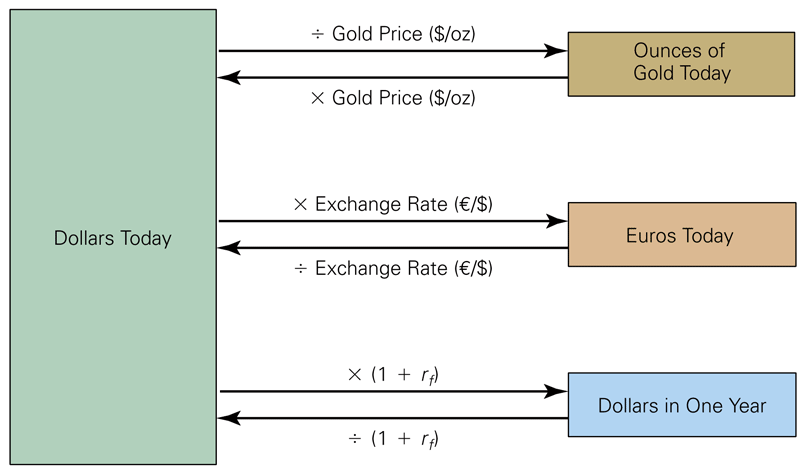 ÷ Gold Price ($/oz)
Ounces of
Gold Today
× Gold Price ($/oz)
× Exchange Rate (€/$)
Dollars Today
Euros Today
÷ Exchange Rate (€/$)
× (1 + rf)
Dollars in One Year
÷ (1 + rf)